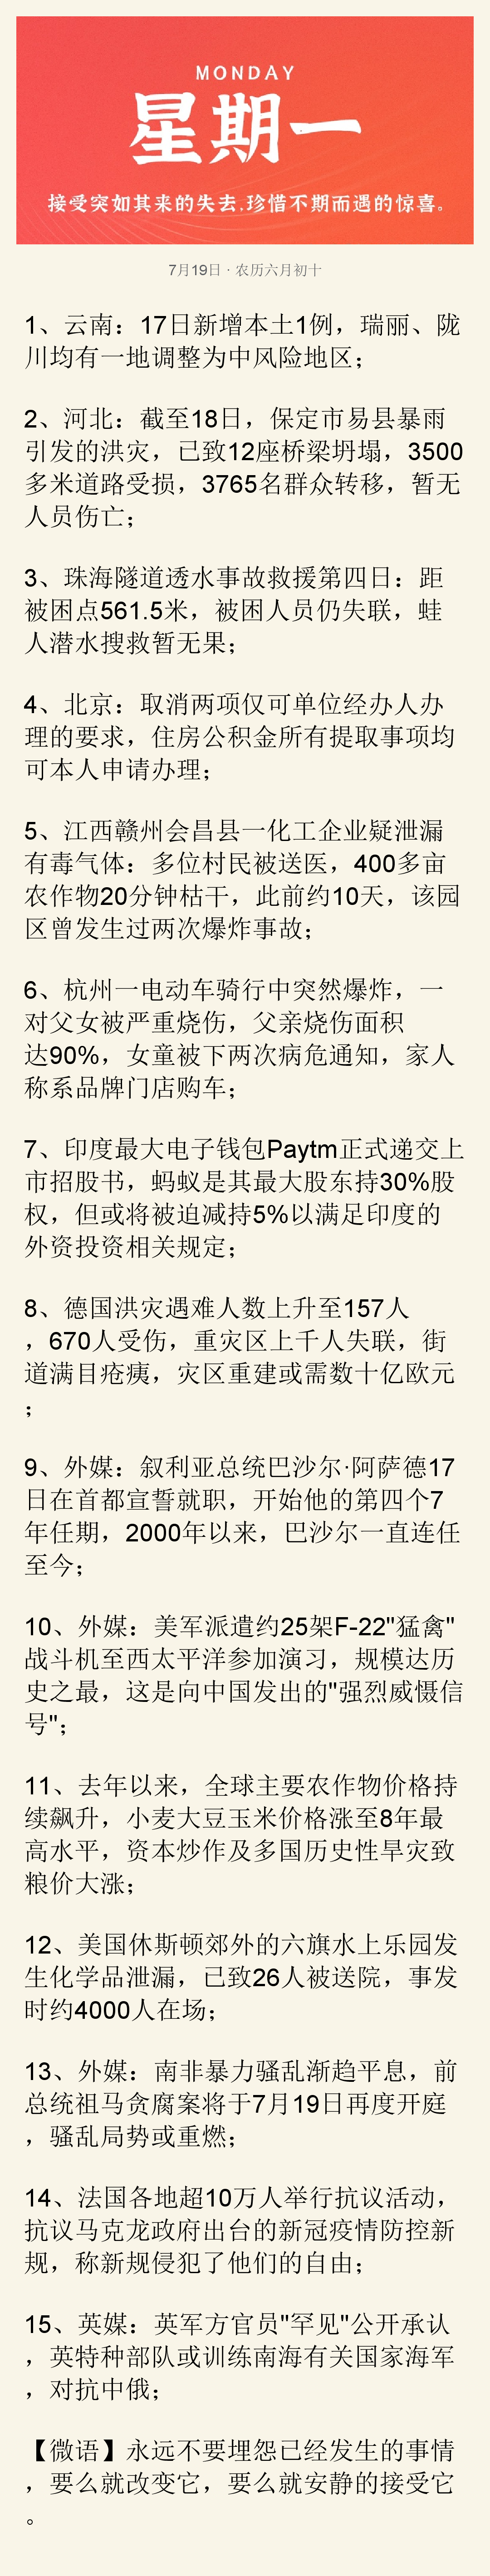 MONDAY
星期一
接受突如其来的失去,珍惜不期而遇的惊喜。
7月19日 · 农历六月初十
1、云南：17日新增本土1例，瑞丽、陇
川均有一地调整为中风险地区；
2、河北：截至18日，保定市易县暴雨
引发的洪灾，已致12座桥梁坍塌，3500
多米道路受损，3765名群众转移，暂无
人员伤亡；
3、珠海隧道透水事故救援第四日：距
被困点561.5米，被困人员仍失联，蛙
人潜水搜救暂无果；
4、北京：取消两项仅可单位经办人办
理的要求，住房公积金所有提取事项均
可本人申请办理；
5、江西赣州会昌县一化工企业疑泄漏
有毒气体：多位村民被送医，400多亩
农作物20分钟枯干，此前约10天，该园
区曾发生过两次爆炸事故；
6、杭州一电动车骑行中突然爆炸，一
对父女被严重烧伤，父亲烧伤面积
达90%，女童被下两次病危通知，家人
称系品牌门店购车；
7、印度最大电子钱包Paytm正式递交上
市招股书，蚂蚁是其最大股东持30%股
权，但或将被迫减持5%以满足印度的
外资投资相关规定；
8、德国洪灾遇难人数上升至157人
，670人受伤，重灾区上千人失联，街
道满目疮痍，灾区重建或需数十亿欧元
；
9、外媒：叙利亚总统巴沙尔·阿萨德17
日在首都宣誓就职，开始他的第四个7
年任期，2000年以来，巴沙尔一直连任
至今；
10、外媒：美军派遣约25架F-22"猛禽"
战斗机至西太平洋参加演习，规模达历
史之最，这是向中国发出的"强烈威慑信
号"；
11、去年以来，全球主要农作物价格持
续飙升，小麦大豆玉米价格涨至8年最
高水平，资本炒作及多国历史性旱灾致
粮价大涨；
12、美国休斯顿郊外的六旗水上乐园发
生化学品泄漏，已致26人被送院，事发
时约4000人在场；
13、外媒：南非暴力骚乱渐趋平息，前
总统祖马贪腐案将于7月19日再度开庭
，骚乱局势或重燃；
14、法国各地超10万人举行抗议活动，
抗议马克龙政府出台的新冠疫情防控新
规，称新规侵犯了他们的自由；
15、英媒：英军方官员"罕见"公开承认
，英特种部队或训练南海有关国家海军
，对抗中俄；
【微语】永远不要埋怨已经发生的事情
，要么就改变它，要么就安静的接受它
。